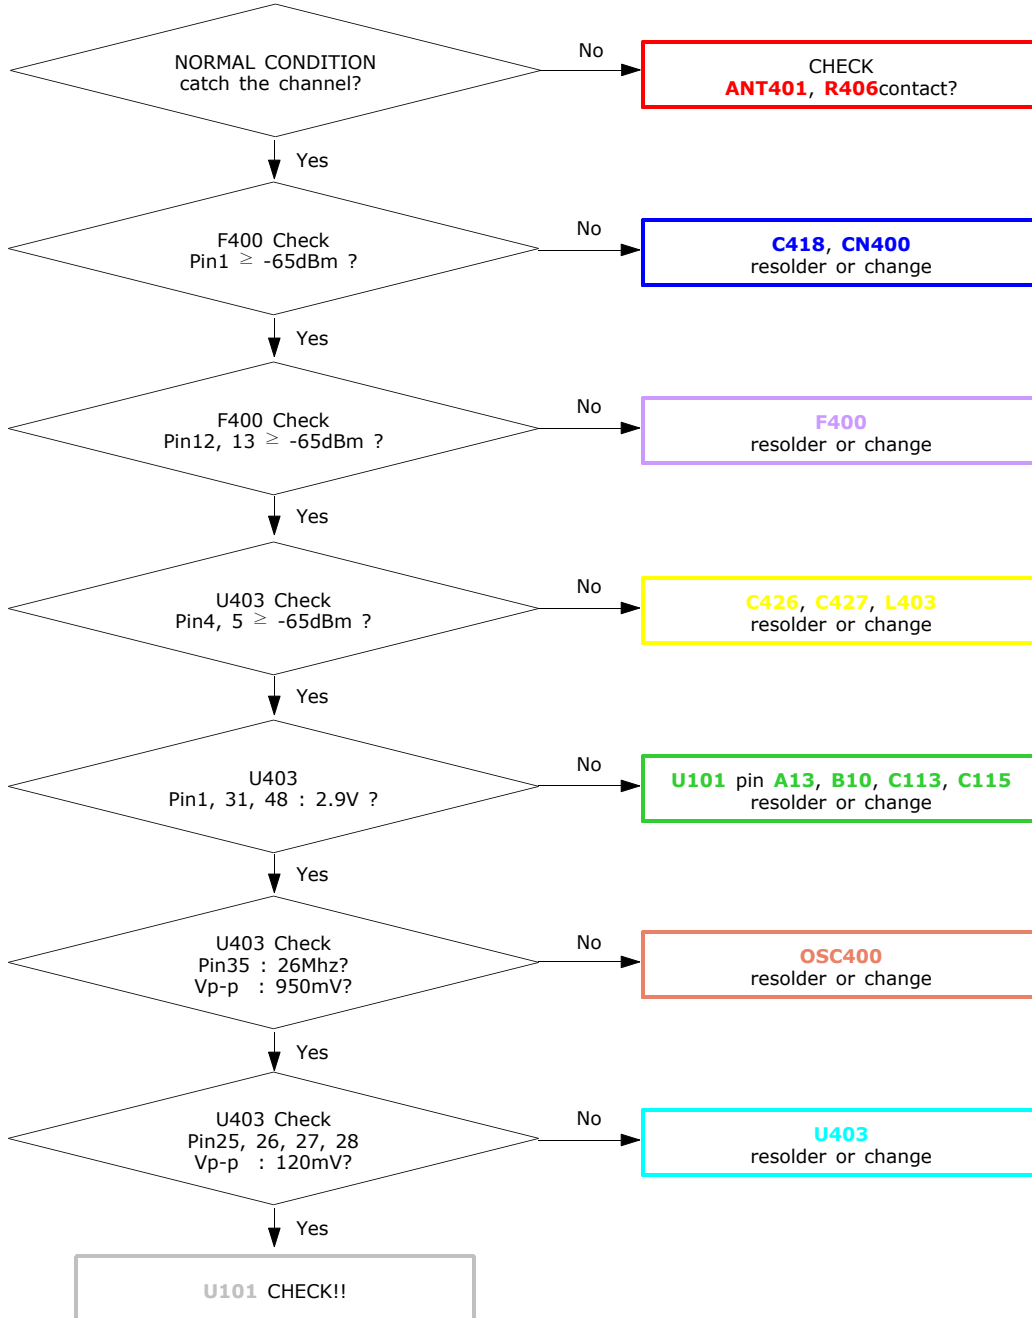 NORMAL CONDITION
catch the channel?
No
CHECK
ANT401, R406contact?
Yes
F400 Check
Pin1 ≥ -65dBm ?
No
C418, CN400
resolder or change
Yes
F400 Check
Pin12, 13 ≥ -65dBm ?
No
F400
resolder or change
Yes
U403 Check
Pin4, 5 ≥ -65dBm ?
No
C426, C427, L403
resolder or change
Yes
U403
Pin1, 31, 48 : 2.9V ?
No
U101 pin A13, B10, C113, C115
resolder or change
Yes
U403 Check
Pin35 : 26Mhz?
Vp-p : 950mV?
No
OSC400
resolder or change
Yes
U403 Check
Pin25, 26, 27, 28
Vp-p : 120mV?
No
U403
resolder or change
Yes
U101 CHECK!!